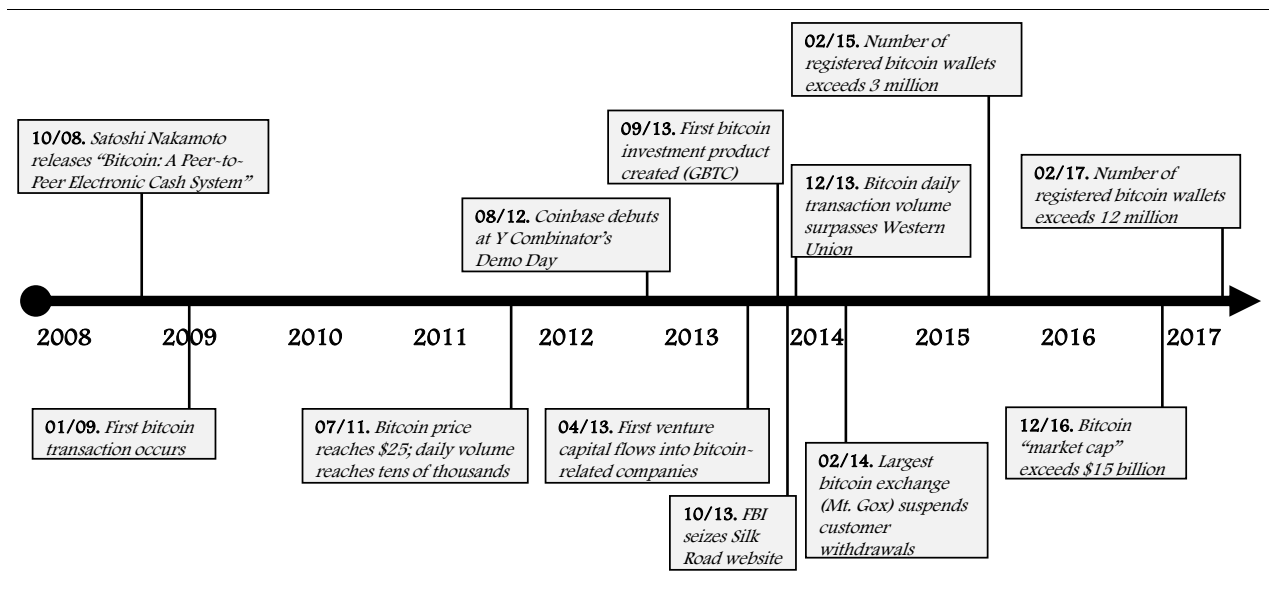 10/08. Satoshi Nakamoto
releases “Bitcoin: A Peer-to-
Peer Electronic Cash System”
08/12. Coinbase debuts
at Y Combinator’s
Demo Day
09/13. First bitcoin
investment product
created (GBTC)
02/15. Number of
registered bitcoin wallets
exceeds 3 million
12/13. Bitcoin daily
transaction volume
surpasses Western
Union
02/17. Number of
registered bitcoin wallets
exceeds 12 million
2008 2009 2010 2011 2012 2013 2014 2015 2016 2017
01/09. First bitcoin
transaction occurs
07/11. Bitcoin price
reaches $25; daily volume
reaches tens of thousands
04/13. First venture
capital flows into bitcoin-
related companies
10/13. FBI
seizes Silk
Road website
02/14. Largest
bitcoin exchange
(Mt. Gox) suspends
customer
withdrawals
12/16. Bitcoin
“market cap”
exceeds $15 billion